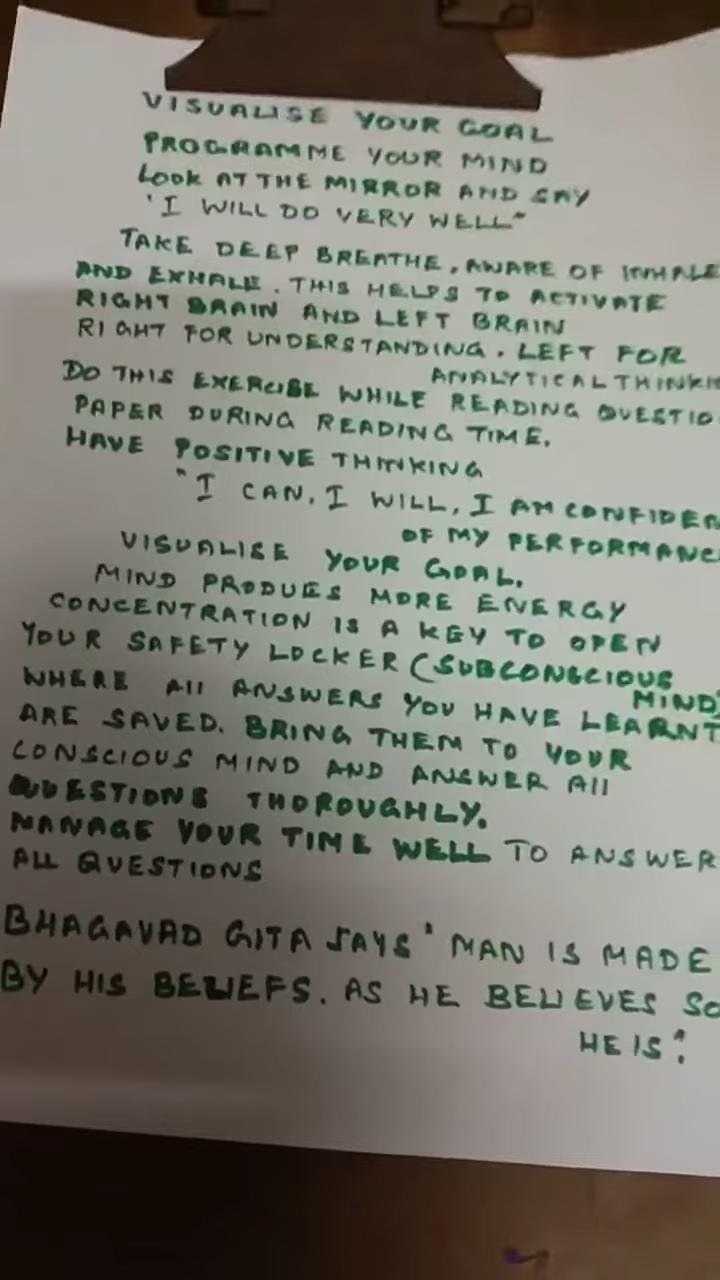 VISUALISE YOUR GOAL
PROGRAMME YOUR MIND
LOOK AT THE MIRROR AND SAY
'I WILL DO VERY WELL"
TAKE DEEP BREATHE, AWARE OF INHALE
AND EXHALE. THIS HELPS TO ACTIVATE
RIGHT BRAIN AND LEFT BRAIN
RIGHT FOR UNDERSTANDING. LEFT FOR
ANALYTICAL THINKIN
DO THIS EXERCISE WHILE READING QUESTIO
PAPER DURING READING TIME.
HAVE POSITIVE THINKING
"I CAN, I WILL, I AM CONFIDEN
OF MY PERFORMANC
VISUALISE YOUR GOAL.
MIND PRODUES MORE ENERGY
CONCENTRATION IS A KEY TO OPEN
YOUR SAFETY LOCKER (SUBCONSCIOUS
MIND)
WHERE All ANSWERS YOU HAVE LEARNT
ARE SAVED. BRING THEM TO YOUR
CONSCIOUS MIND AND ANSWER All
QUESTIONS THOROUGHLY.
MANAGE YOUR TIME WELL TO ANSWER
ALL QUESTIONS
BHAGAVAD GITA SAYS 'MAN IS MADE
BY HIS BELIEFS. AS HE BELIEVES SO
HE IS."